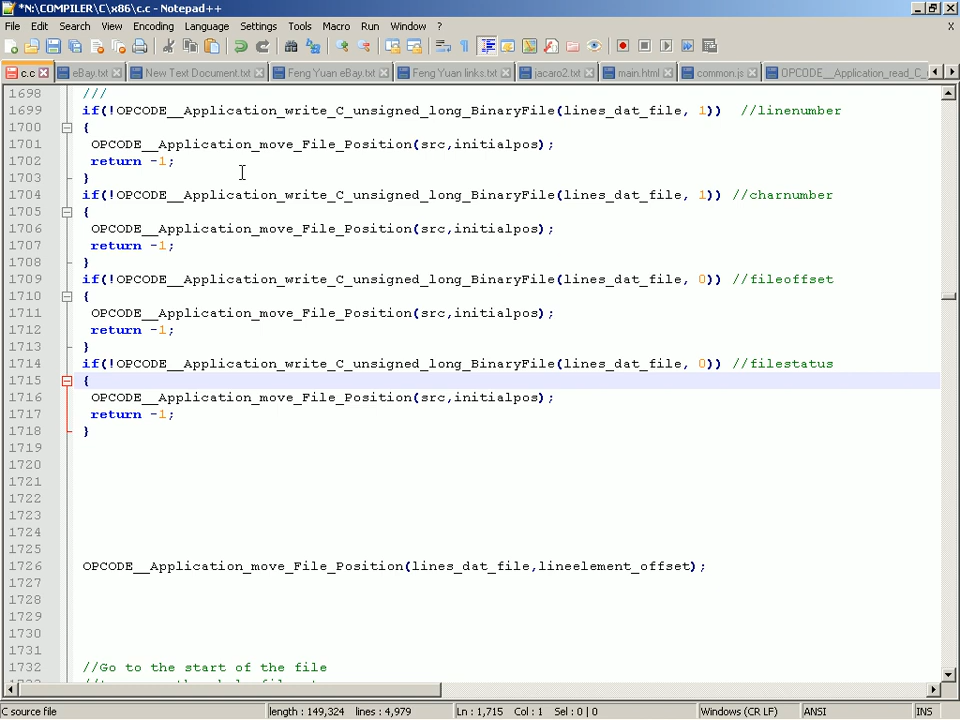 *N:\COMPILER\C\x86\c.c - Notepad++
File Edit Search View Encoding Language Settings Tools Macro Run Window ? X
c.c eBay.txt New Text Document.txt Feng Yuan eBay.txt Feng Yuan links.txt jacaro2.txt main.html common.js OPCODE__Application_read_C_
1698 ///
1699 if(!OPCODE__Application_write_C_unsigned_long_BinaryFile(lines_dat_file, 1)) //linenumber
1700 {
1701 OPCODE__Application_move_File_Position(src,initialpos);
1702 return -1;
1703 }
1704 if(!OPCODE__Application_write_C_unsigned_long_BinaryFile(lines_dat_file, 1)) //charnumber
1705 {
1706 OPCODE__Application_move_File_Position(src,initialpos);
1707 return -1;
1708 }
1709 if(!OPCODE__Application_write_C_unsigned_long_BinaryFile(lines_dat_file, 0)) //fileoffset
1710 {
1711 OPCODE__Application_move_File_Position(src,initialpos);
1712 return -1;
1713 }
1714 if(!OPCODE__Application_write_C_unsigned_long_BinaryFile(lines_dat_file, 0)) //filestatus
1715 {
1716 OPCODE__Application_move_File_Position(src,initialpos);
1717 return -1;
1718 }
1719
1720
1721
1722
1723
1724
1725
1726 OPCODE__Application_move_File_Position(lines_dat_file,lineelement_offset);
1727
1728
1729
1730
1731
1732 //Go to the start of the file
C source file length : 149,324 lines : 4,979 Ln : 1,715 Col : 1 Sel : 0 | 0 Windows (CR LF) ANSI INS